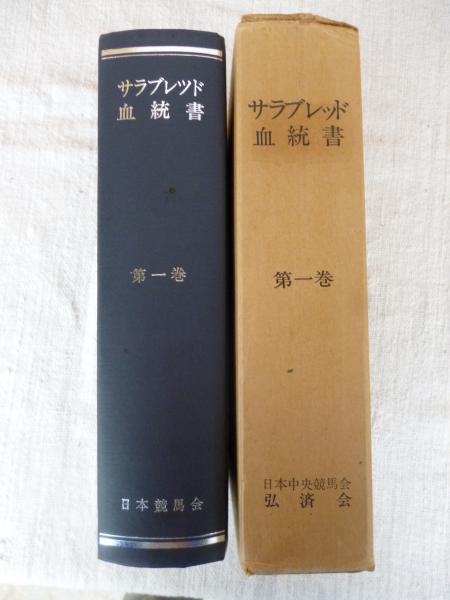 サラブレツド
血統書
第一巻
日本競馬会
サラブレッド
血統書
第一巻
日本中央競馬会
弘済会